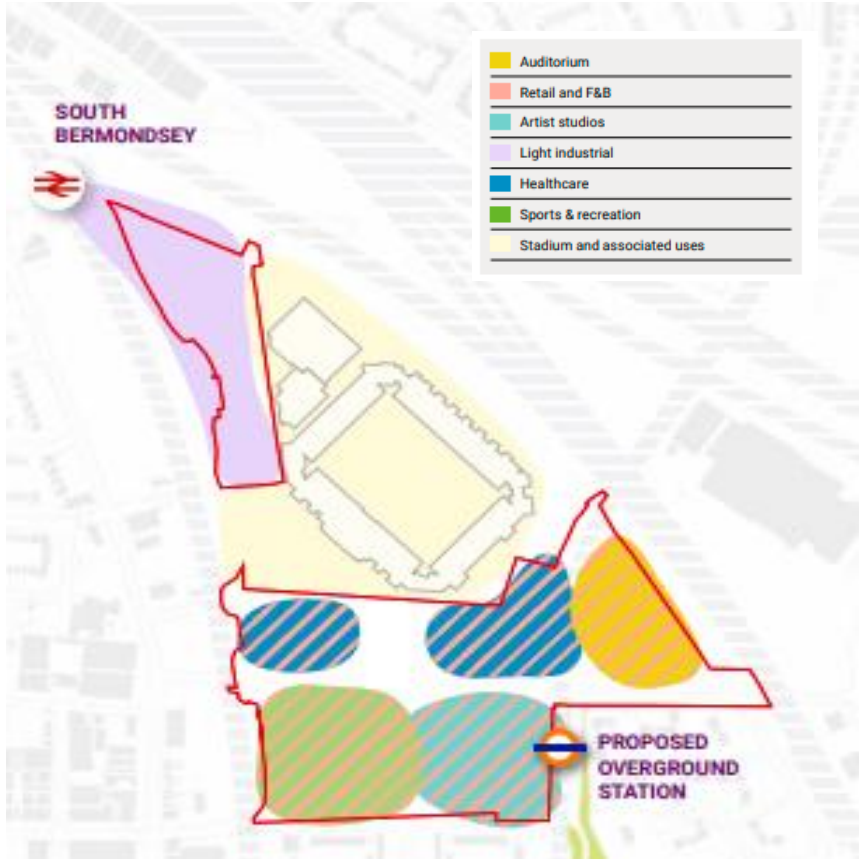 Auditorium
Retail and F&B
Artist studios
Light industrial
Healthcare
Sports & recreation
Stadium and associated uses
SOUTH
BERMONDSEY
PROPOSED
OVERGROUND
STATION